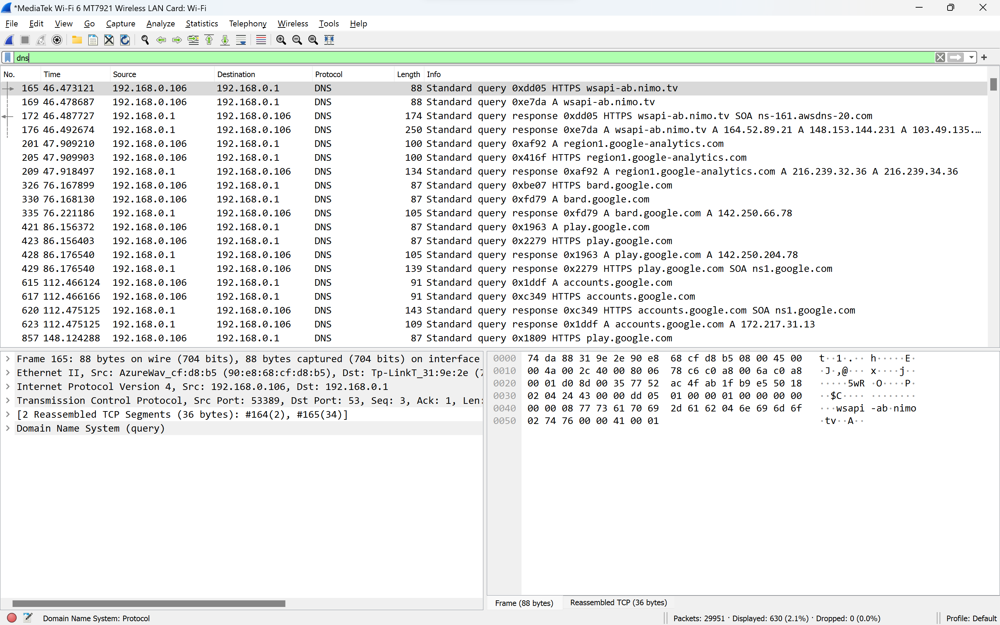 *MediaTek Wi-Fi 6 MT7921 Wireless LAN Card: Wi-Fi
File Edit View Go Capture Analyze Statistics Telephony Wireless Tools Help
dns
No. Time Source Destination Protocol Length Info
165 46.473121 192.168.0.106 192.168.0.1 DNS 88 Standard query 0xdd05 HTTPS wsapi-ab.nimo.tv
169 46.478687 192.168.0.106 192.168.0.1 DNS 88 Standard query 0xe7da A wsapi-ab.nimo.tv
172 46.487727 192.168.0.1 192.168.0.106 DNS 174 Standard query response 0xdd05 HTTPS wsapi-ab.nimo.tv SOA ns-161.awsdns-20.com
176 46.492674 192.168.0.1 192.168.0.106 DNS 250 Standard query response 0xe7da A wsapi-ab.nimo.tv A 164.52.89.21 A 148.153.144.231 A 103.49.135.…
201 47.909210 192.168.0.106 192.168.0.1 DNS 100 Standard query 0xaf92 A region1.google-analytics.com
205 47.909903 192.168.0.106 192.168.0.1 DNS 100 Standard query 0x416f HTTPS region1.google-analytics.com
209 47.918497 192.168.0.1 192.168.0.106 DNS 134 Standard query response 0xaf92 A region1.google-analytics.com A 216.239.32.36 A 216.239.34.36
326 76.167899 192.168.0.106 192.168.0.1 DNS 87 Standard query 0xbe07 HTTPS bard.google.com
330 76.168130 192.168.0.106 192.168.0.1 DNS 87 Standard query 0xfd79 A bard.google.com
335 76.221186 192.168.0.1 192.168.0.106 DNS 105 Standard query response 0xfd79 A bard.google.com A 142.250.66.78
421 86.156372 192.168.0.106 192.168.0.1 DNS 87 Standard query 0x1963 A play.google.com
423 86.156403 192.168.0.106 192.168.0.1 DNS 87 Standard query 0x2279 HTTPS play.google.com
428 86.176540 192.168.0.1 192.168.0.106 DNS 105 Standard query response 0x1963 A play.google.com A 142.250.204.78
429 86.176540 192.168.0.1 192.168.0.106 DNS 139 Standard query response 0x2279 HTTPS play.google.com SOA ns1.google.com
615 112.466124 192.168.0.106 192.168.0.1 DNS 91 Standard query 0x1ddf A accounts.google.com
617 112.466166 192.168.0.106 192.168.0.1 DNS 91 Standard query 0xc349 HTTPS accounts.google.com
620 112.475125 192.168.0.1 192.168.0.106 DNS 143 Standard query response 0xc349 HTTPS accounts.google.com SOA ns1.google.com
623 112.475125 192.168.0.1 192.168.0.106 DNS 109 Standard query response 0x1ddf A accounts.google.com A 172.217.31.13
857 148.124288 192.168.0.106 192.168.0.1 DNS 87 Standard query 0x1809 HTTPS play.google.com
Frame 165: 88 bytes on wire (704 bits), 88 bytes captured (704 bits) on interface
Ethernet II, Src: AzureWav_cf:d8:b5 (90:e8:68:cf:d8:b5), Dst: Tp-LinkT_31:9e:2e (7
Internet Protocol Version 4, Src: 192.168.0.106, Dst: 192.168.0.1
Transmission Control Protocol, Src Port: 53389, Dst Port: 53, Seq: 3, Ack: 1, Len:
[2 Reassembled TCP Segments (36 bytes): #164(2), #165(34)]
Domain Name System (query)
0000 74 da 88 31 9e 2e 90 e8 68 cf d8 b5 08 00 45 00 t··1·.·· h·····E·
0010 00 4a 00 2c 40 00 80 06 78 c6 c0 a8 00 6a c0 a8 ·J·,@··· x····j··
0020 00 01 d0 8d 00 35 77 52 ac 4f ab 1f b9 e5 50 18 ·····5wR ·O····P·
0030 02 04 24 43 00 00 dd 05 01 00 00 01 00 00 00 00 ··$C···· ········
0040 00 00 08 77 73 61 70 69 2d 61 62 04 6e 69 6d 6f ···wsapi -ab·nimo
0050 02 74 76 00 00 41 00 01 ·tv··A··
Frame (88 bytes) Reassembled TCP (36 bytes)
Domain Name System: Protocol Packets: 29951 · Displayed: 630 (2.1%) · Dropped: 0 (0.0%) Profile: Default